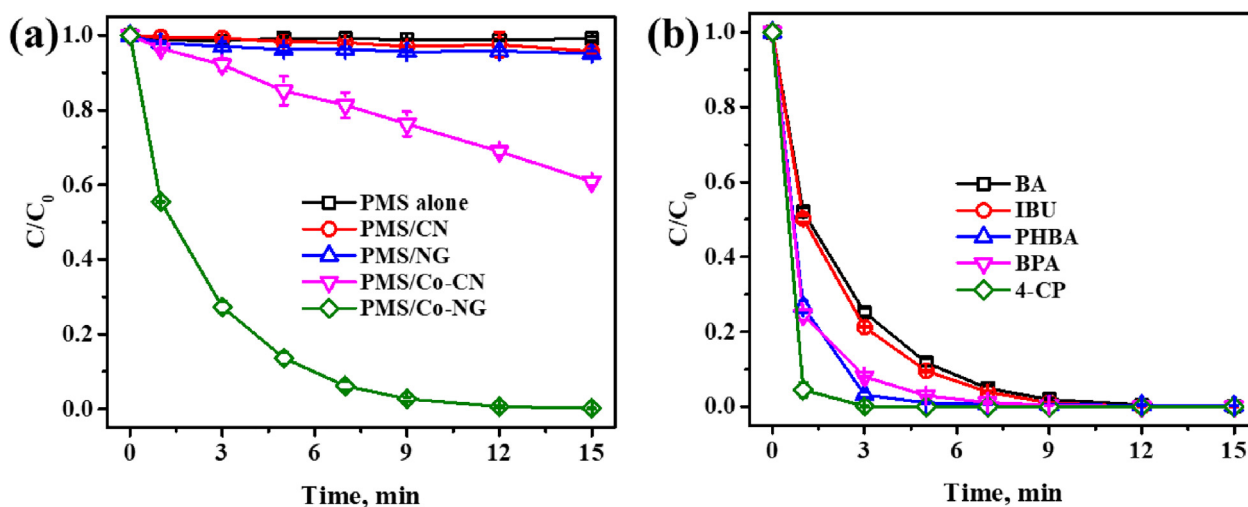 (a)
C/C0
1.0
0.8
0.6
0.4
0.2
0.0
PMS alone
PMS/CN
PMS/NG
PMS/Co-CN
PMS/Co-NG
0 3 6 9 12 15
Time, min
(b)
C/C0
1.0
0.8
0.6
0.4
0.2
0.0
BA
IBU
PHBA
BPA
4-CP
0 3 6 9 12 15
Time, min